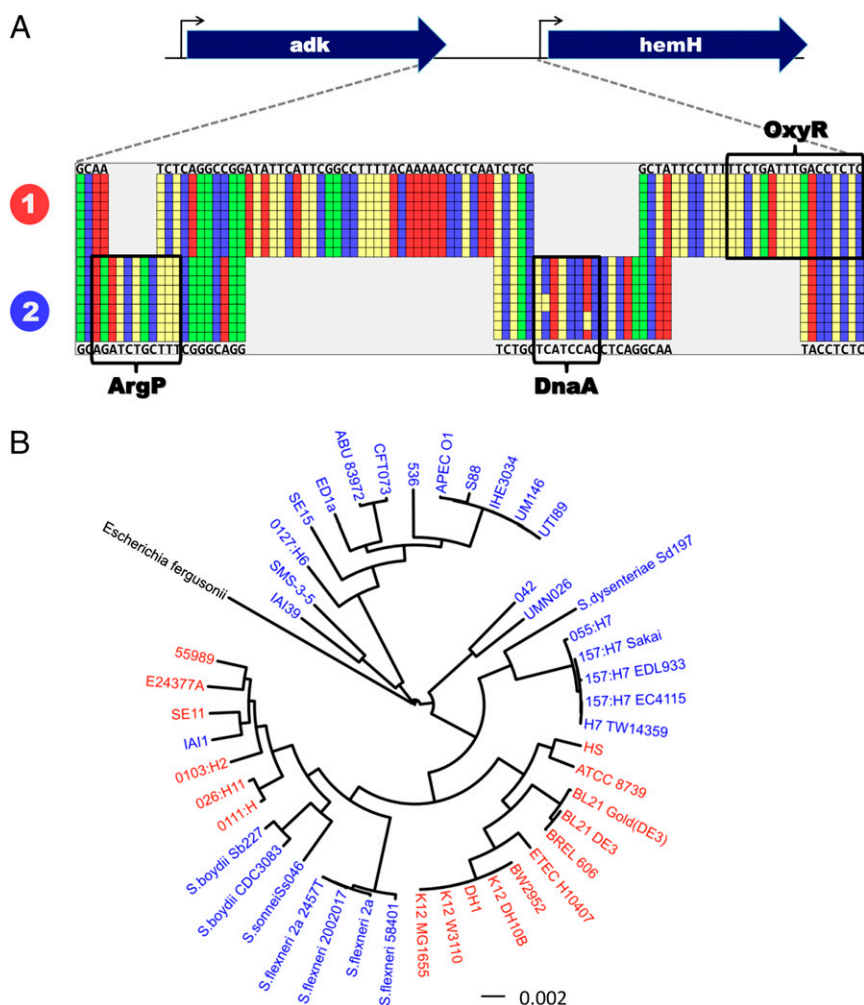 A
adk
hemH
OxyR
GCAA TCTCAGGCCGGATATTCATTCGGCCTTTTACAAAAACCTCAATCTGC GCTATTCCTTTTTCTGATTTGACCTCTC
1
2
GCAGATCTGCTTTCGGGCAGG TCTGCTCATCCACCTCAGGCAA TACCTCTC
ArgP
DnaA
B
Escherichia fergusonii
IAI39
SMS-3-5
0127:H6
SE15
ED1a
ABU 83972
CFT073
536
APEC O1
S88
IHE3034
UM146
UTI89
042
UMN026
S.dysenteriae Sd197
055:H7
157:H7 Sakai
157:H7 EDL933
157:H7 EC4115
H7 TW14359
HS
ATCC 8739
BL21 Gold(DE3)
BL21 DE3
BREL 606
ETEC H10407
BW2952
K12 DH10B
DH1
K12 W3110
K12 MG1655
S.flexneri 58401
S.flexneri 2a
S.flexneri 2002017
S.flexneri 2a 2457T
S.sonneiSs046
S.boydii CDC3083
S.boydii Sb227
0111:H
026:H11
0103:H2
IAI1
SE11
E24377A
55989
0.002